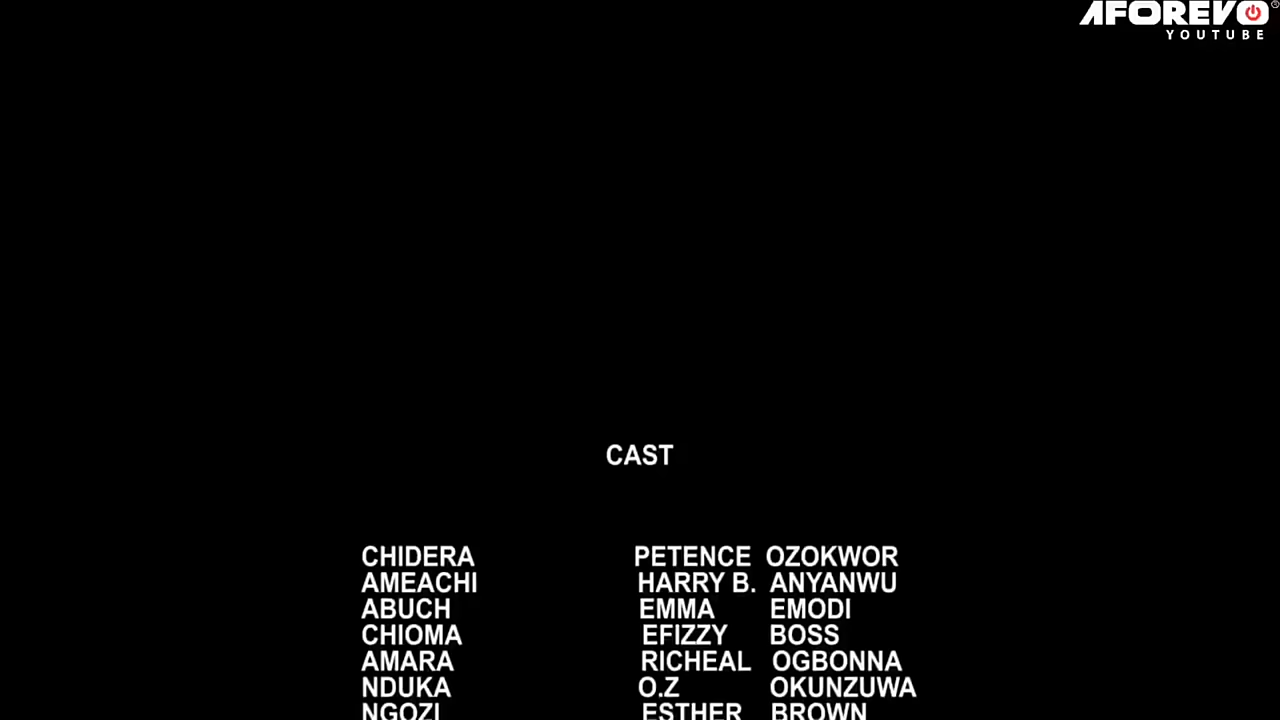 AFOREVO®
YOUTUBE
CAST
CHIDERA PETENCE OZOKWOR
AMEACHI HARRY B. ANYANWU
ABUCH EMMA EMODI
CHIOMA EFIZZY BOSS
AMARA RICHEAL OGBONNA
NDUKA O.Z OKUNZUWA
NGOZI ESTHER BROWN